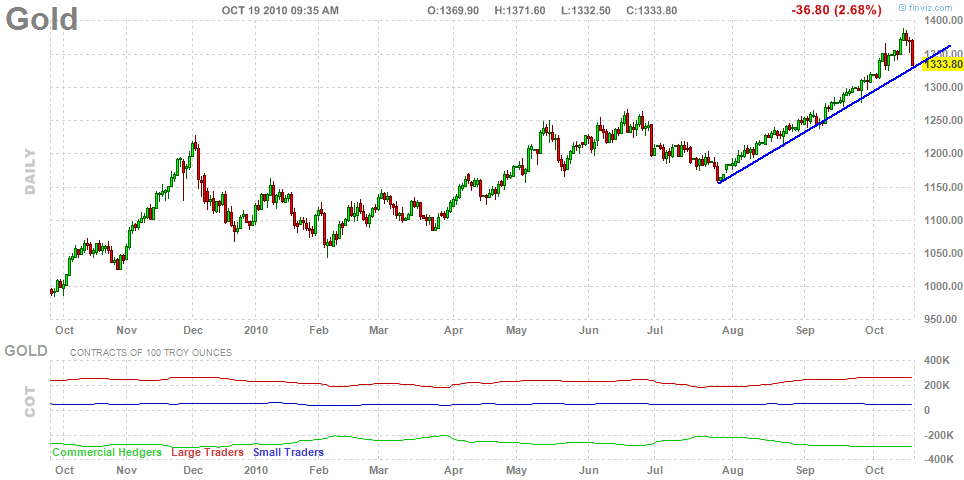 Gold
OCT 19 2010 09:35 AM O:1369.90 H:1371.60 L:1332.50 C:1333.80 -36.80 (2.68%) © finviz.com
1400.00
1333.80
1300.00
1250.00
1200.00
1150.00
1100.00
1050.00
1000.00
950.00
DAILY
Oct Nov Dec 2010 Feb Mar Apr May Jun Jul Aug Sep Oct
GOLD CONTRACTS OF 100 TROY OUNCES
400K
200K
0
-200K
-400K
COT
Commercial Hedgers Large Traders Small Traders
Oct Nov Dec 2010 Feb Mar Apr May Jun Jul Aug Sep Oct